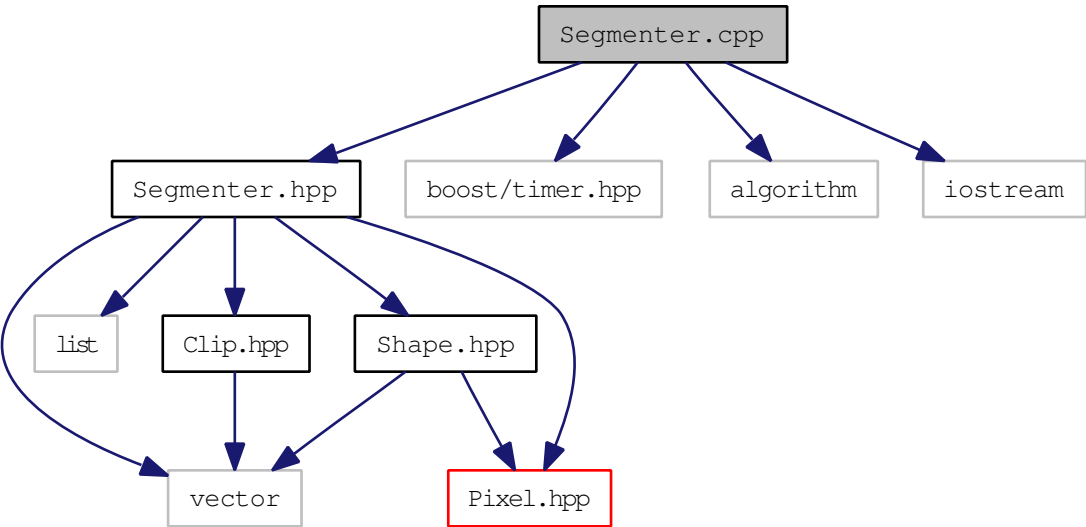 Segmenter.cpp
Segmenter.hpp
boost/timer.hpp
algorithm
iostream
list
Clip.hpp
Shape.hpp
vector
Pixel.hpp